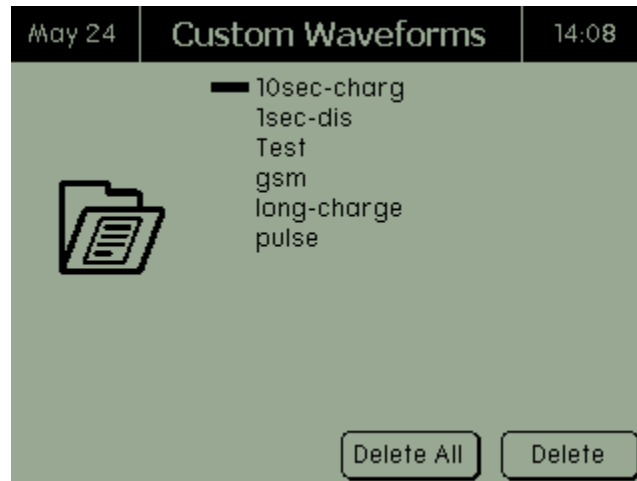 May 24
Custom Waveforms
14:08
10sec-charg
1sec-dis
Test
gsm
long-charge
pulse
Delete All
Delete